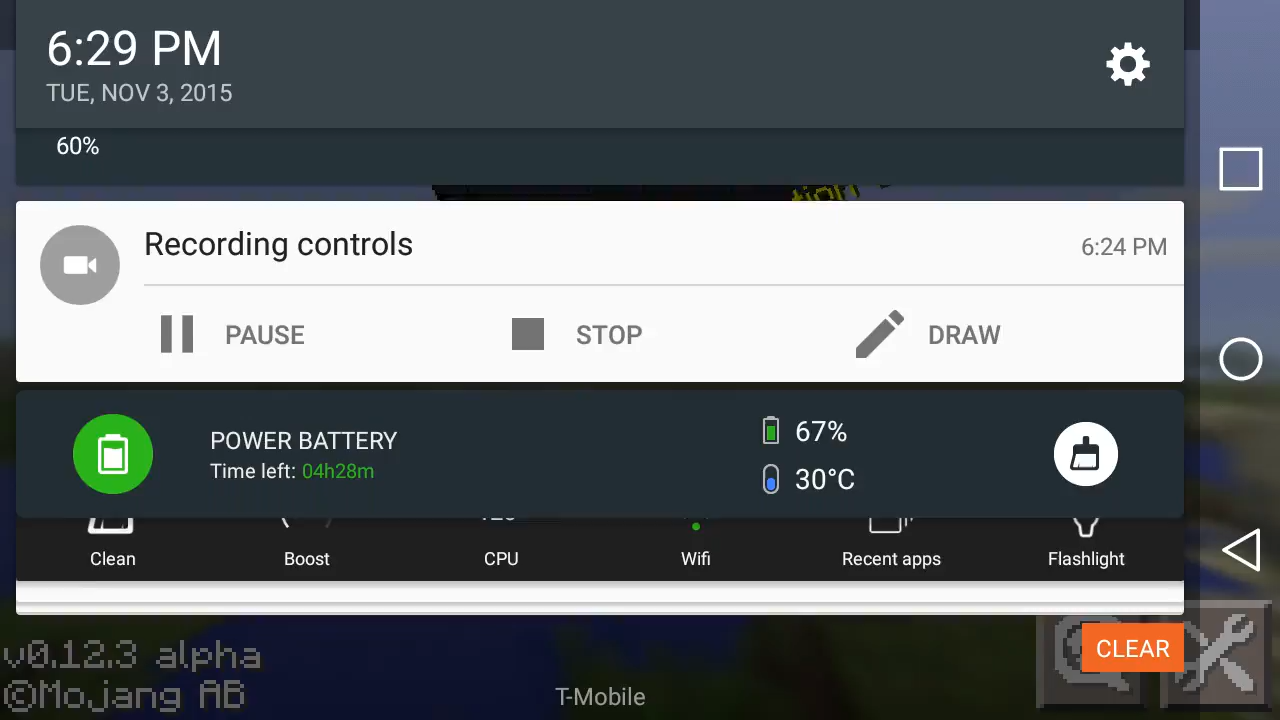 6:29 PM
TUE, NOV 3, 2015
60%
tion
Recording controls
6:24 PM
PAUSE
STOP
DRAW
POWER BATTERY
67%
Time left: 04h28m
30°C
Clean
Boost
CPU
Wifi
Recent apps
Flashlight
CLEAR
v0.12.3 alpha
©Mojang AB
T-Mobile